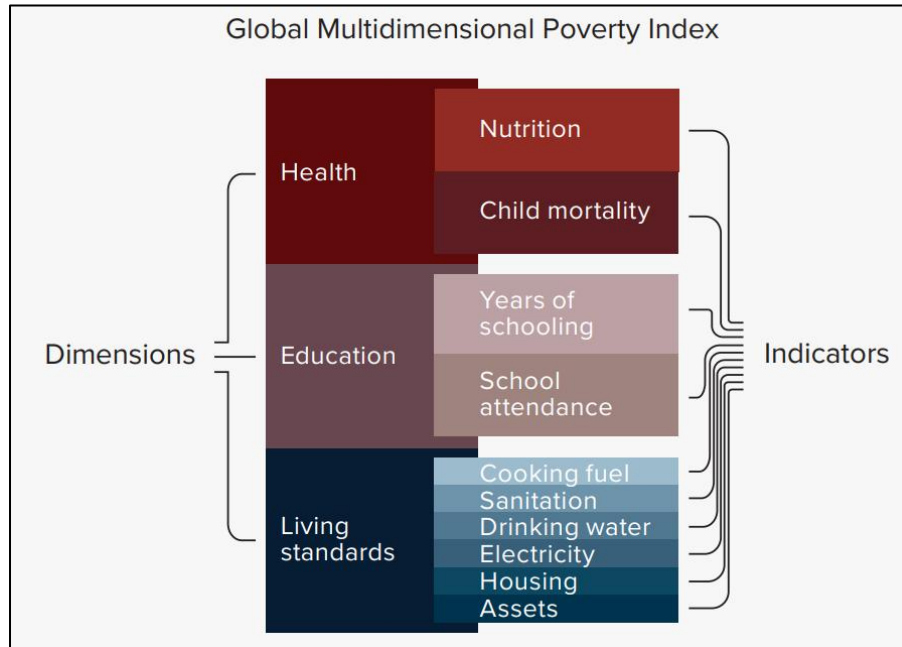 Global Multidimensional Poverty Index
Dimensions
Health
Nutrition
Child mortality
Education
Years of
schooling
School
attendance
Living
standards
Cooking fuel
Sanitation
Drinking water
Electricity
Housing
Assets
Indicators